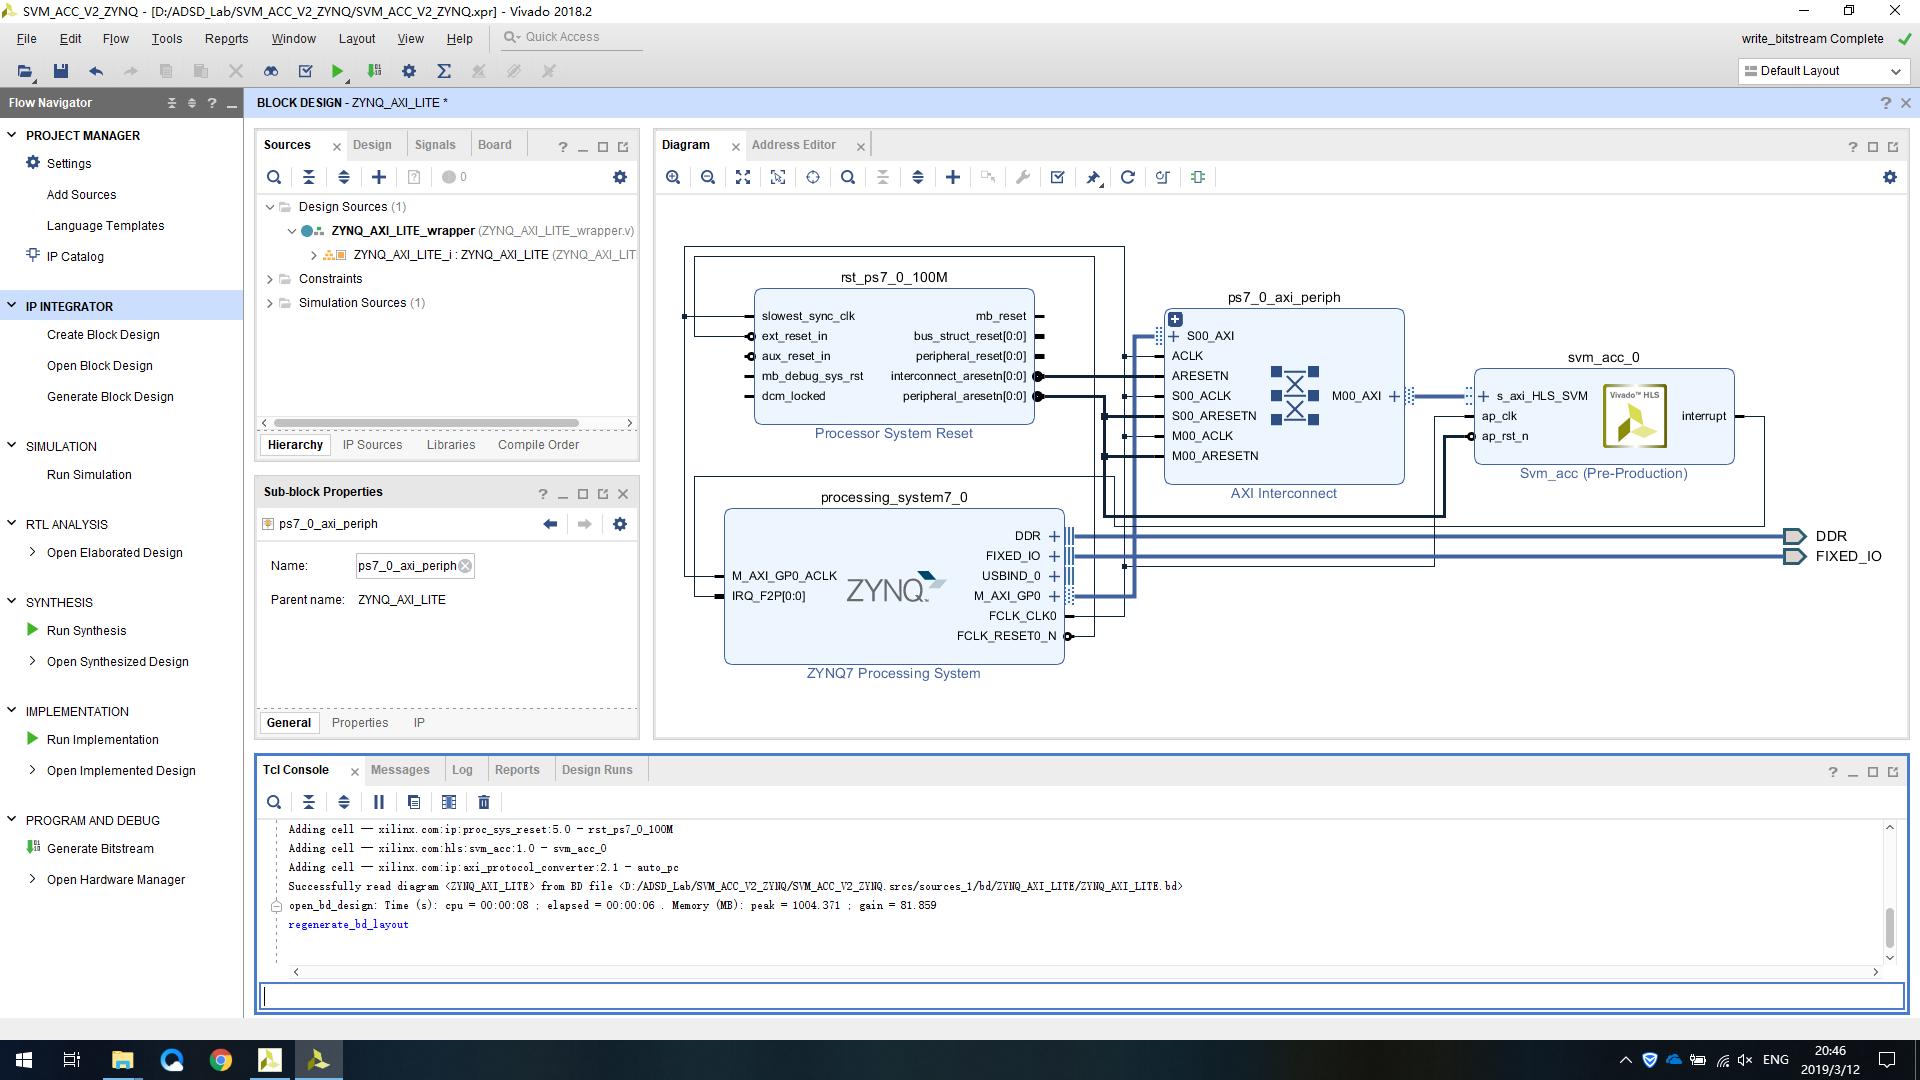 SVM_ACC_V2_ZYNQ - [D:/ADSD_Lab/SVM_ACC_V2_ZYNQ/SVM_ACC_V2_ZYNQ.xpr] - Vivado 2018.2
File Edit Flow Tools Reports Window Layout View Help Quick Access
write_bitstream Complete
Default Layout
Flow Navigator
PROJECT MANAGER
Settings
Add Sources
Language Templates
IP Catalog
IP INTEGRATOR
Create Block Design
Open Block Design
Generate Block Design
SIMULATION
Run Simulation
RTL ANALYSIS
Open Elaborated Design
SYNTHESIS
Run Synthesis
Open Synthesized Design
IMPLEMENTATION
Run Implementation
Open Implemented Design
PROGRAM AND DEBUG
Generate Bitstream
Open Hardware Manager
BLOCK DESIGN - ZYNQ_AXI_LITE *
Sources Design Signals Board
0
Design Sources (1)
ZYNQ_AXI_LITE_wrapper (ZYNQ_AXI_LITE_wrapper.v)
ZYNQ_AXI_LITE_i : ZYNQ_AXI_LITE (ZYNQ_AXI_LIT
Constraints
Simulation Sources (1)
Hierarchy IP Sources Libraries Compile Order
Sub-block Properties
ps7_0_axi_periph
Name: ps7_0_axi_periph
Parent name: ZYNQ_AXI_LITE
General Properties IP
Diagram Address Editor
rst_ps7_0_100M
slowest_sync_clk mb_reset
ext_reset_in bus_struct_reset[0:0]
aux_reset_in peripheral_reset[0:0]
mb_debug_sys_rst interconnect_aresetn[0:0]
dcm_locked peripheral_aresetn[0:0]
Processor System Reset
ps7_0_axi_periph
S00_AXI
ACLK
ARESETN
S00_ACLK M00_AXI
S00_ARESETN
M00_ACLK
M00_ARESETN
AXI Interconnect
svm_acc_0
s_axi_HLS_SVM
ap_clk interrupt
ap_rst_n
Vivado™ HLS
Svm_acc (Pre-Production)
processing_system7_0
DDR
FIXED_IO
M_AXI_GP0_ACLK USBIND_0
IRQ_F2P[0:0] M_AXI_GP0
ZYNQ
FCLK_CLK0
FCLK_RESET0_N
ZYNQ7 Processing System
DDR
FIXED_IO
Tcl Console Messages Log Reports Design Runs
Adding cell -- xilinx.com:ip:proc_sys_reset:5.0 - rst_ps7_0_100M
Adding cell -- xilinx.com:hls:svm_acc:1.0 - svm_acc_0
Adding cell -- xilinx.com:ip:axi_protocol_converter:2.1 - auto_pc
Successfully read diagram <ZYNQ_AXI_LITE> from BD file <D:/ADSD_Lab/SVM_ACC_V2_ZYNQ/SVM_ACC_V2_ZYNQ.srcs/sources_1/bd/ZYNQ_AXI_LITE/ZYNQ_AXI_LITE.bd>
open_bd_design: Time (s): cpu = 00:00:08 ; elapsed = 00:00:06 . Memory (MB): peak = 1004.371 ; gain = 81.859
regenerate_bd_layout
ENG
20:46
2019/3/12